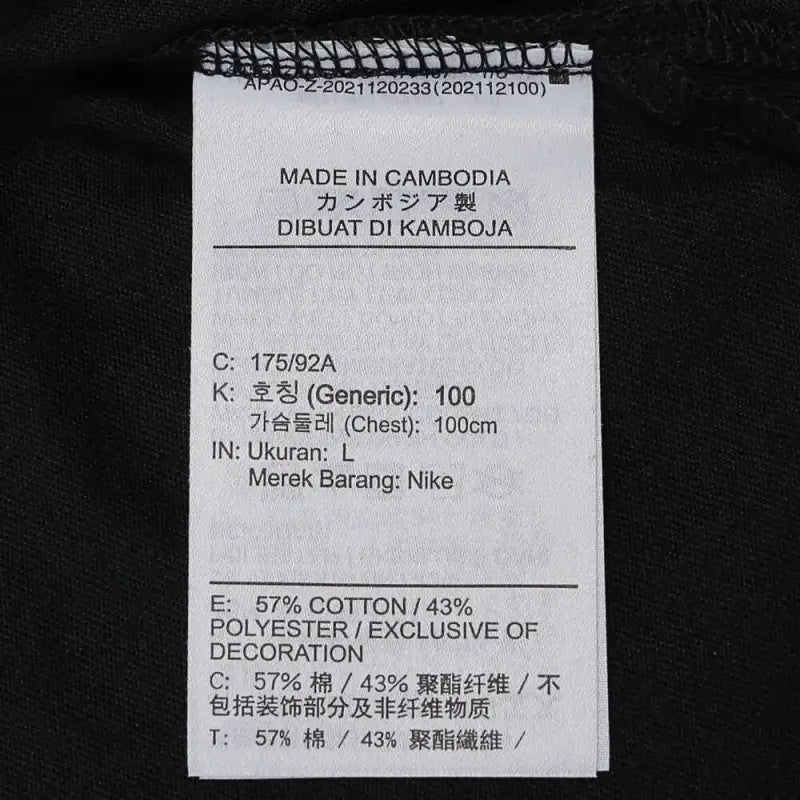 APAO-Z-2021120233(202112100)
MADE IN CAMBODIA
カンボジア製
DIBUAT DI KAMBOJA
C: 175/92A
K: 호칭 (Generic): 100
가슴둘레 (Chest): 100cm
IN: Ukuran: L
Merek Barang: Nike
E: 57% COTTON / 43%
POLYESTER / EXCLUSIVE OF
DECORATION
C: 57% 棉 / 43% 聚酯纤维 / 不
包括装饰部分及非纤维物质
T: 57% 棉 / 43% 聚酯纖維 /